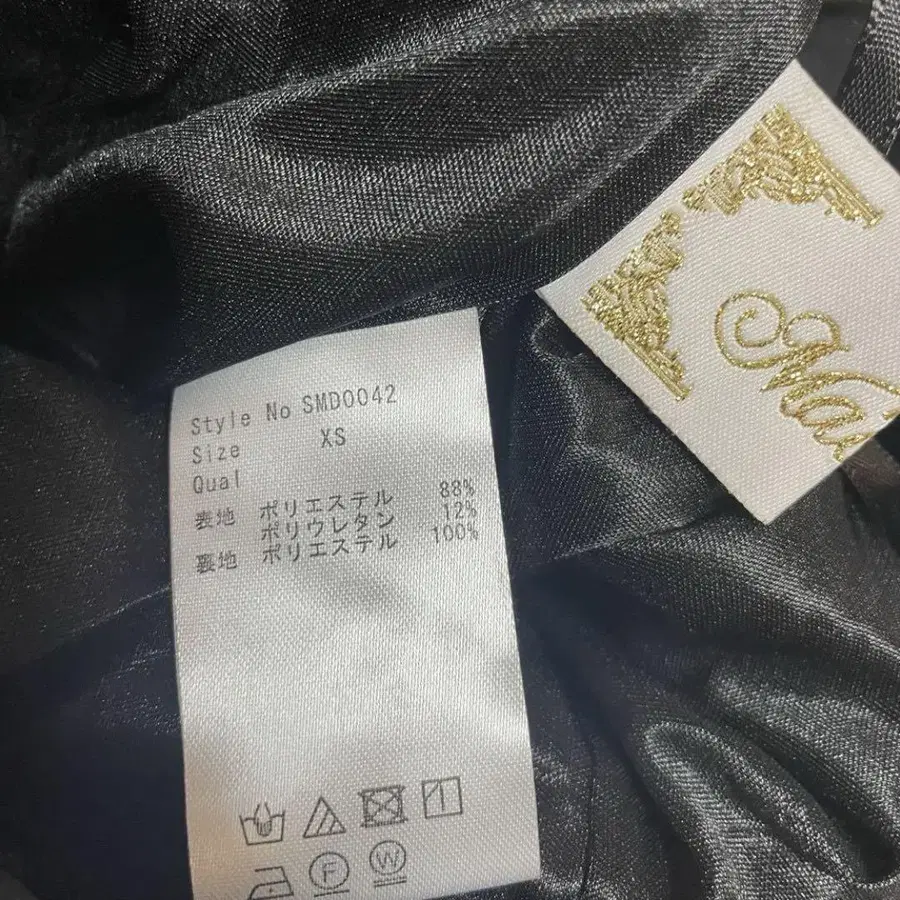 Style No SMD0042
Size XS
Qual
表地 ポリエステル 88%
ポリウレタン 12%
裏地 ポリエステル 100%
F W